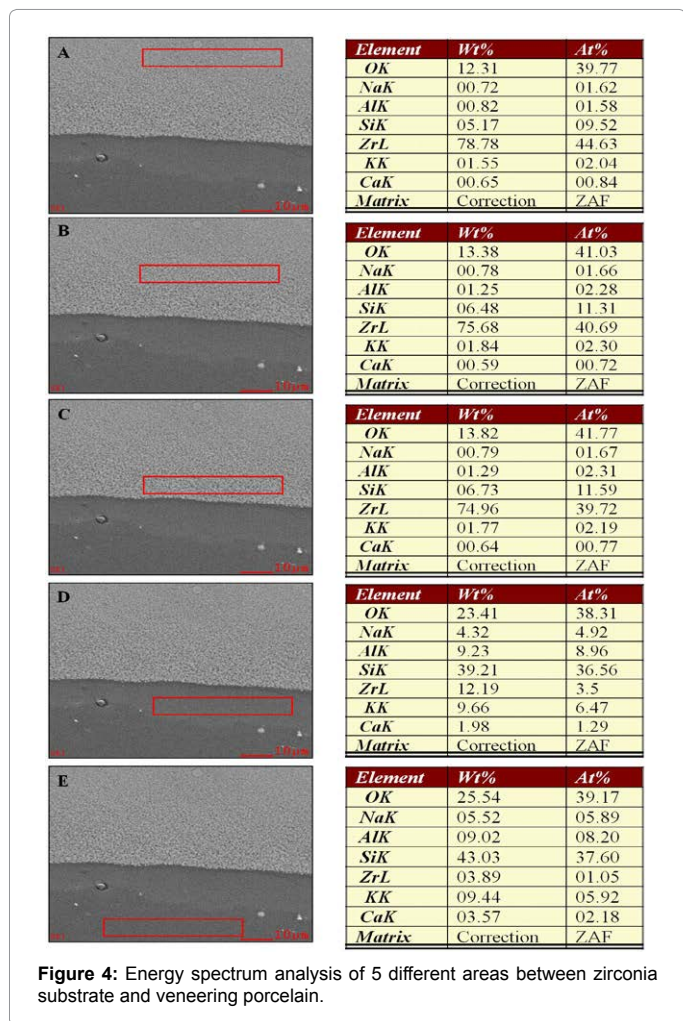 A
10µm
Element Wt% At%
OK 12.31 39.77
NaK 00.72 01.62
AlK 00.82 01.58
SiK 05.17 09.52
ZrL 78.78 44.63
KK 01.55 02.04
CaK 00.65 00.84
Matrix Correction ZAF
B
10µm
Element Wt% At%
OK 13.38 41.03
NaK 00.78 01.66
AlK 01.25 02.28
SiK 06.48 11.31
ZrL 75.68 40.69
KK 01.84 02.30
CaK 00.59 00.72
Matrix Correction ZAF
C
10µm
Element Wt% At%
OK 13.82 41.77
NaK 00.79 01.67
AlK 01.29 02.31
SiK 06.73 11.59
ZrL 74.96 39.72
KK 01.77 02.19
CaK 00.64 00.77
Matrix Correction ZAF
D
10µm
Element Wt% At%
OK 23.41 38.31
NaK 4.32 4.92
AlK 9.23 8.96
SiK 39.21 36.56
ZrL 12.19 3.5
KK 9.66 6.47
CaK 1.98 1.29
Matrix Correction ZAF
E
10µm
Element Wt% At%
OK 25.54 39.17
NaK 05.52 05.89
AlK 09.02 08.20
SiK 43.03 37.60
ZrL 03.89 01.05
KK 09.44 05.92
CaK 03.57 02.18
Matrix Correction ZAF
Figure 4: Energy spectrum analysis of 5 different areas between zirconia
substrate and veneering porcelain.